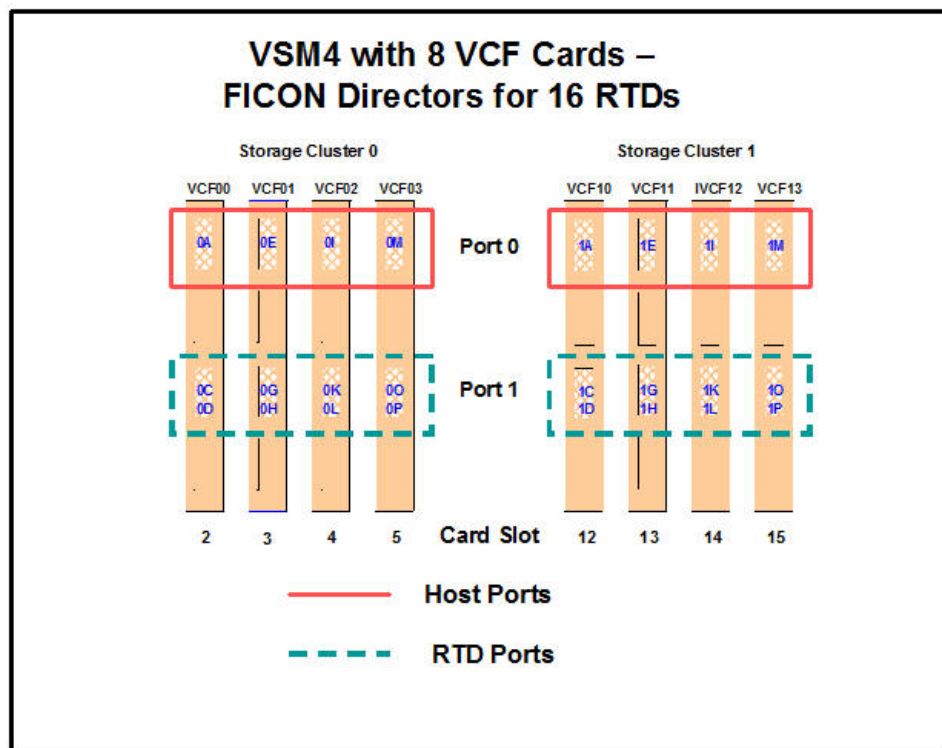 VSM4 with 8 VCF Cards –
FICON Directors for 16 RTDs
Storage Cluster 0
Storage Cluster 1
VCF00 VCF01 VCF02 VCF03
VCF10 VCF11 IVCF12 VCF13
0A 0E 0I 0M
Port 0
1A 1E 1I 1M
0C 0G 0K 0O
0D 0H 0L 0P
Port 1
1C 1G 1K 1O
1D 1H 1L 1P
2 3 4 5
Card Slot
12 13 14 15
Host Ports
RTD Ports